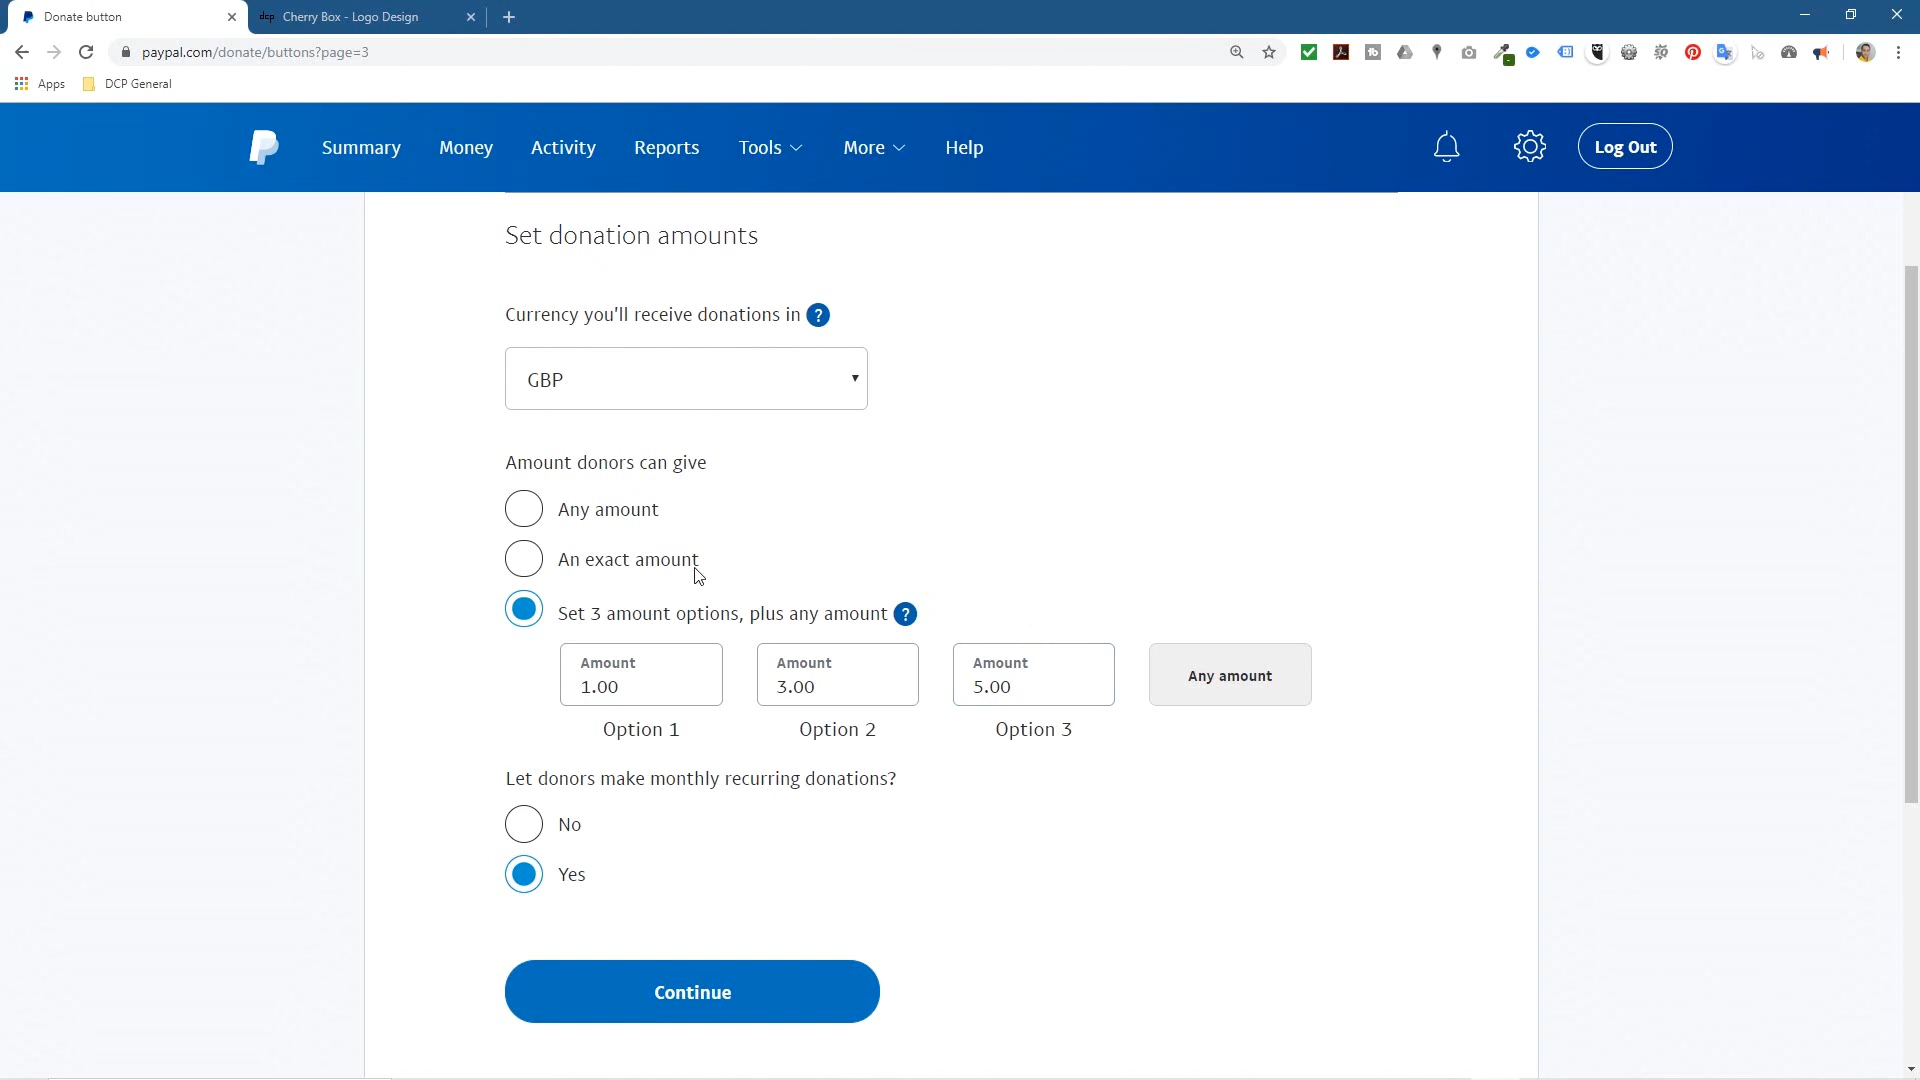 Donate button
dcp Cherry Box - Logo Design
paypal.com/donate/buttons?page=3
Apps DCP General
Summary Money Activity Reports Tools More Help Log Out
Set donation amounts
Currency you'll receive donations in ?
GBP
Amount donors can give
Any amount
An exact amount
Set 3 amount options, plus any amount ?
Amount Amount Amount
1.00 3.00 5.00 Any amount
Option 1 Option 2 Option 3
Let donors make monthly recurring donations?
No
Yes
Continue